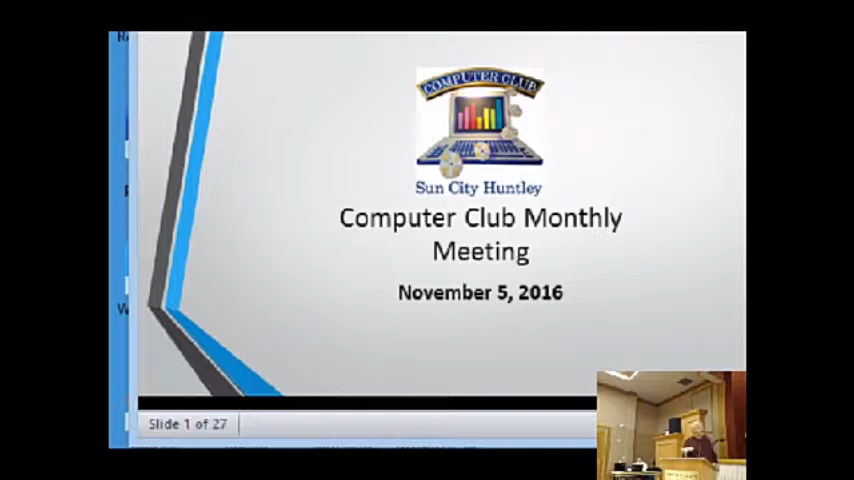 COMPUTER CLUB
Sun City Huntley
Computer Club Monthly
Meeting
November 5, 2016
Slide 1 of 27